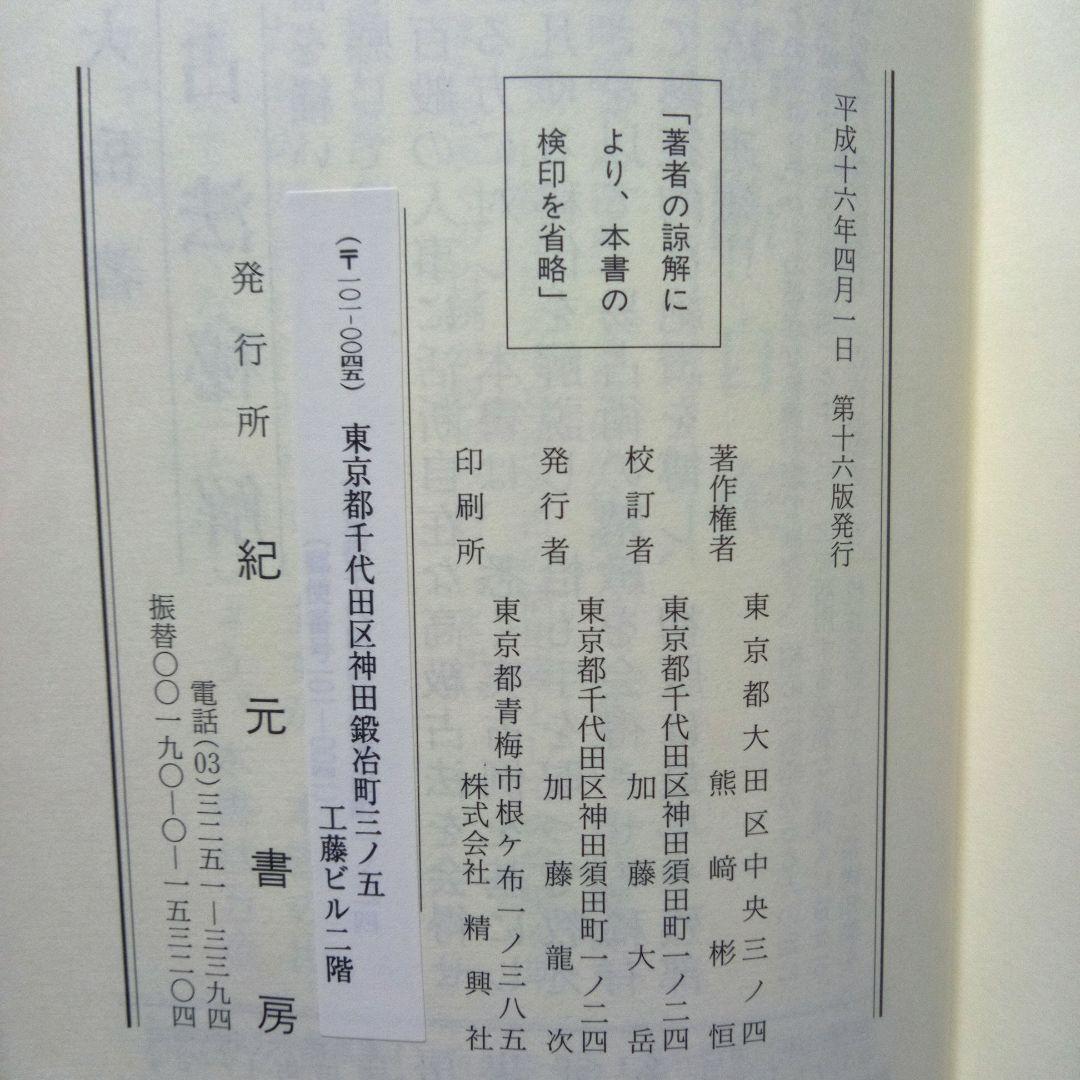 平成十六年四月一日　第十六版発行
「著者の諒解に
より、本書の
検印を省略」
東京都大田区中央三ノ四
著作権者　熊﨑彬恒
東京都千代田区神田須田町一ノ二四
校訂者　加藤大岳
東京都千代田区神田須田町一ノ二四
発行者　加藤龍次
東京都青梅市根ヶ布一ノ三八五
印刷所　株式会社精興社
（〒一〇一-〇〇四五）　東京都千代田区神田鍛冶町三ノ五
工藤ビル二階
発行所　紀元書房
電話(03)三二五一―三三九四
振替〇〇一九〇―〇―一五三二〇四